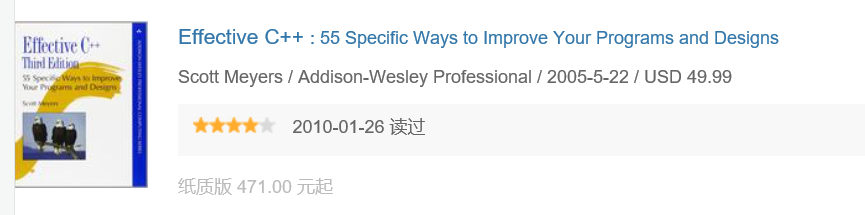 Effective C++
Third Edition
55 Specific Ways to Improve
Your Programs and Designs
Scott Meyers
Effective C++ : 55 Specific Ways to Improve Your Programs and Designs
Scott Meyers / Addison-Wesley Professional / 2005-5-22 / USD 49.99
2010-01-26 读过
纸质版 471.00 元起